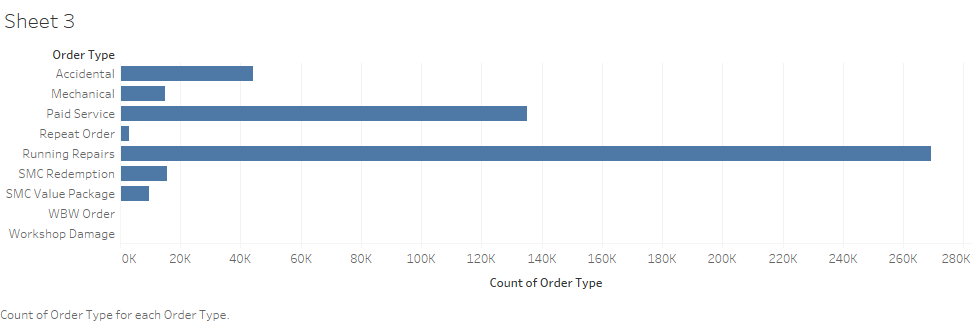 Sheet 3
Order Type
Accidental
Mechanical
Paid Service
Repeat Order
Running Repairs
SMC Redemption
SMC Value Package
WBW Order
Workshop Damage
0K 20K 40K 60K 80K 100K 120K 140K 160K 180K 200K 220K 240K 260K 280K
Count of Order Type
Count of Order Type for each Order Type.